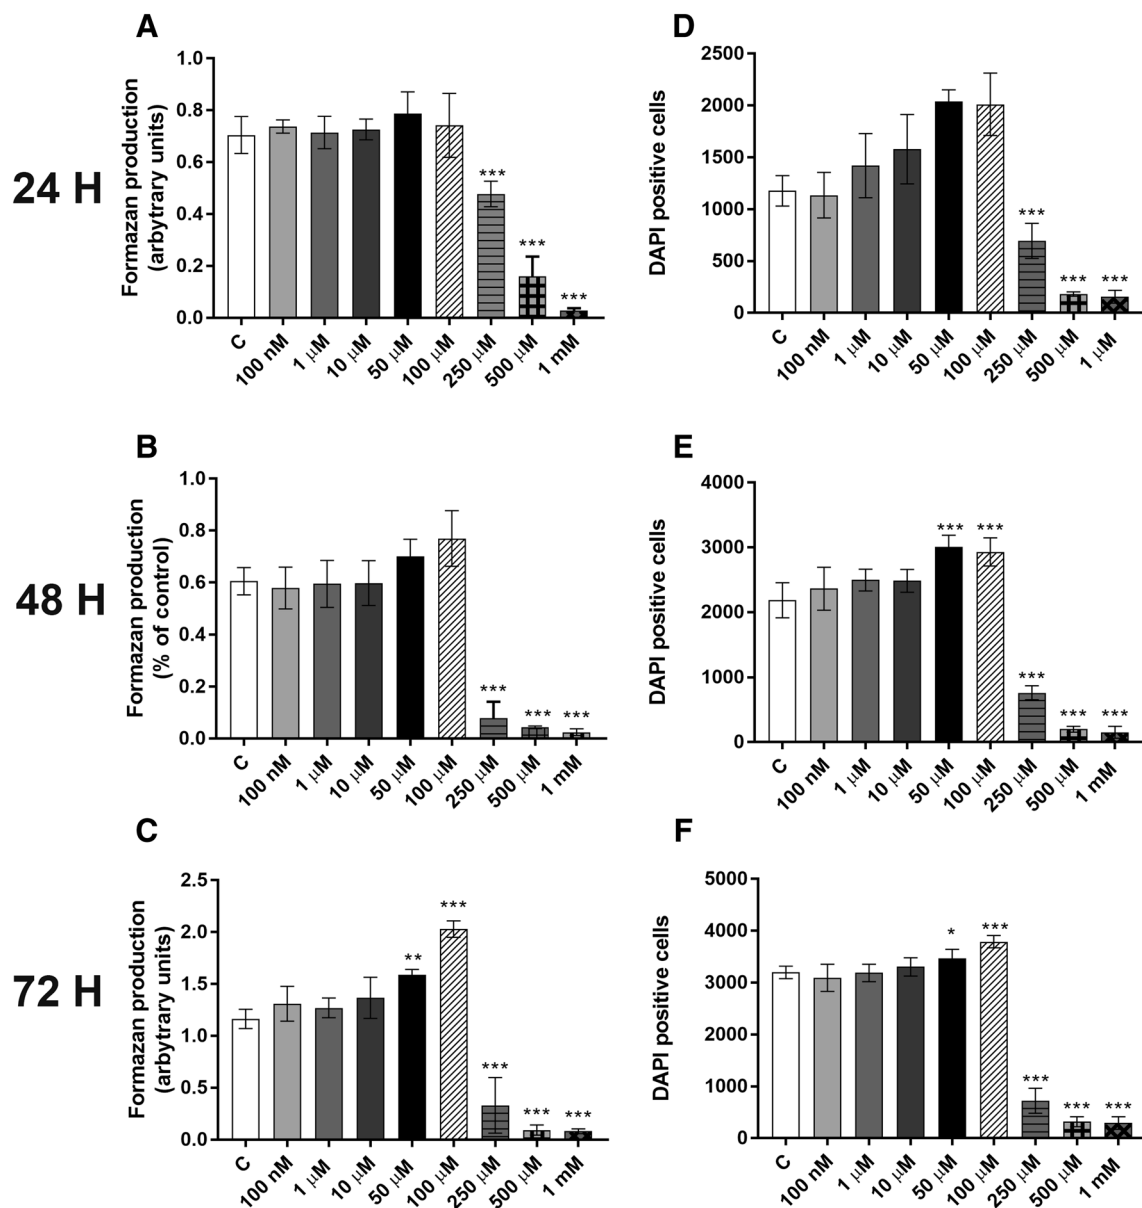 A
Formazan production
(arbytrary units)
1.0
0.8
0.6
0.4
0.2
0.0
***
***
***
C
100 nM
1 μM
10 μM
50 μM
100 μM
250 μM
500 μM
1 mM
D
DAPI positive cells
2500
2000
1500
1000
500
0
***
***
***
C
100 nM
1 μM
10 μM
50 μM
100 μM
250 μM
500 μM
1 μM
24 H
B
Formazan production
(% of control)
1.0
0.8
0.6
0.4
0.2
0.0
***
***
***
C
100 nM
1 μM
10 μM
50 μM
100 μM
250 μM
500 μM
1 mM
E
DAPI positive cells
4000
3000
2000
1000
0
***
***
***
***
***
C
100 nM
1 μM
10 μM
50 μM
100 μM
250 μM
500 μM
1 mM
48 H
C
Formazan production
(arbytrary units)
2.5
2.0
1.5
1.0
0.5
0.0
**
***
***
***
***
C
100 nM
1 μM
10 μM
50 μM
100 μM
250 μM
500 μM
1 mM
F
DAPI positive cells
5000
4000
3000
2000
1000
0
*
***
***
***
***
C
100 nM
1 μM
10 μM
50 μM
100 μM
250 μM
500 μM
1 mM
72 H